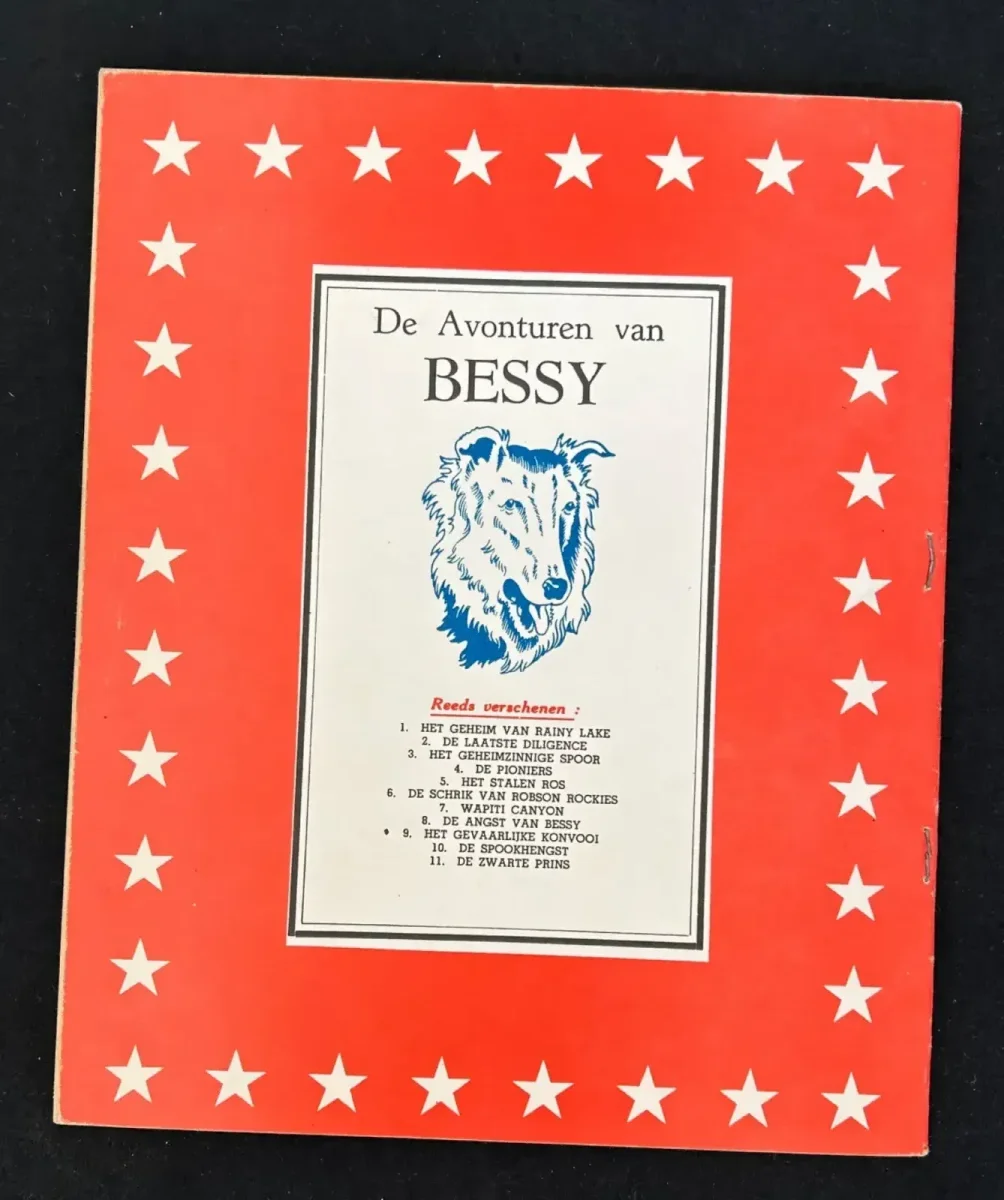 De Avonturen van
BESSY
Reeds verschenen :
1. HET GEHEIM VAN RAINY LAKE
2. DE LAATSTE DILIGENCE
3. HET GEHEIMZINNIGE SPOOR
4. DE PIONIERS
5. HET STALEN ROS
6. DE SCHRIK VAN ROBSON ROCKIES
7. WAPITI CANYON
8. DE ANGST VAN BESSY
9. HET GEVAARLIJKE KONVOOI
10. DE SPOOKHENGST
11. DE ZWARTE PRINS